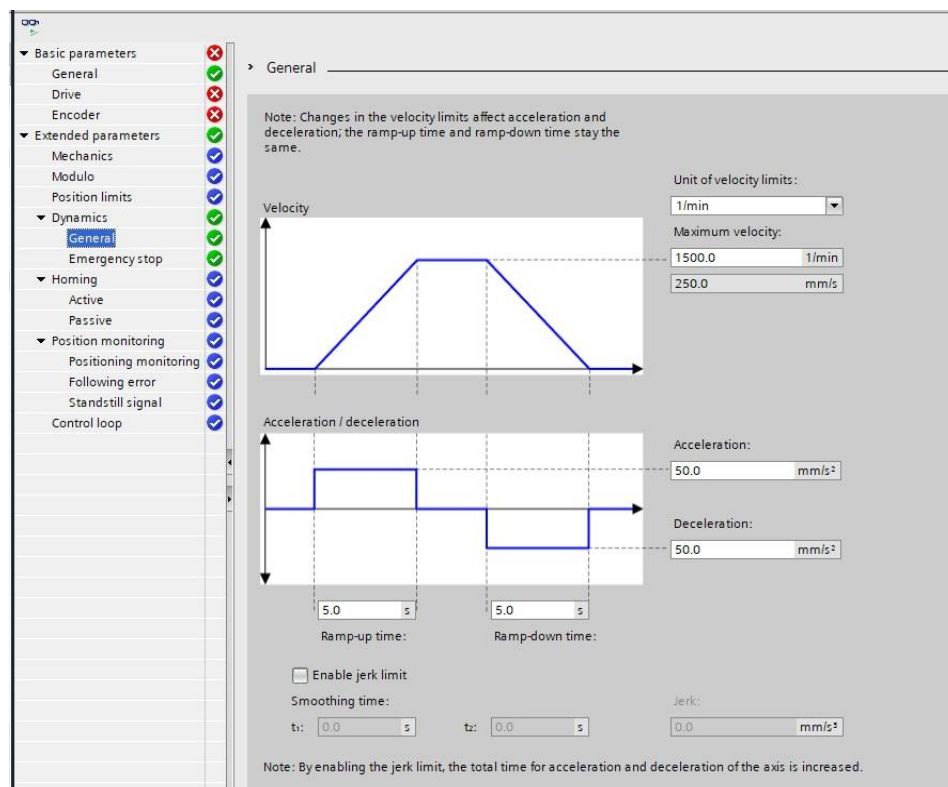 Basic parameters
General
Drive
Encoder
Extended parameters
Mechanics
Modulo
Position limits
Dynamics
General
Emergency stop
Homing
Active
Passive
Position monitoring
Positioning monitoring
Following error
Standstill signal
Control loop
General
Note: Changes in the velocity limits affect acceleration and
deceleration; the ramp-up time and ramp-down time stay the
same.
Unit of velocity limits:
1/min
Velocity
Maximum velocity:
1500.0 1/min
250.0 mm/s
Acceleration / deceleration
Acceleration:
50.0 mm/s²
Deceleration:
50.0 mm/s²
5.0 s 5.0 s
Ramp-up time: Ramp-down time:
Enable jerk limit
Smoothing time: Jerk:
t₁: 0.0 s t₂: 0.0 s 0.0 mm/s³
Note: By enabling the jerk limit, the total time for acceleration and deceleration of the axis is increased.